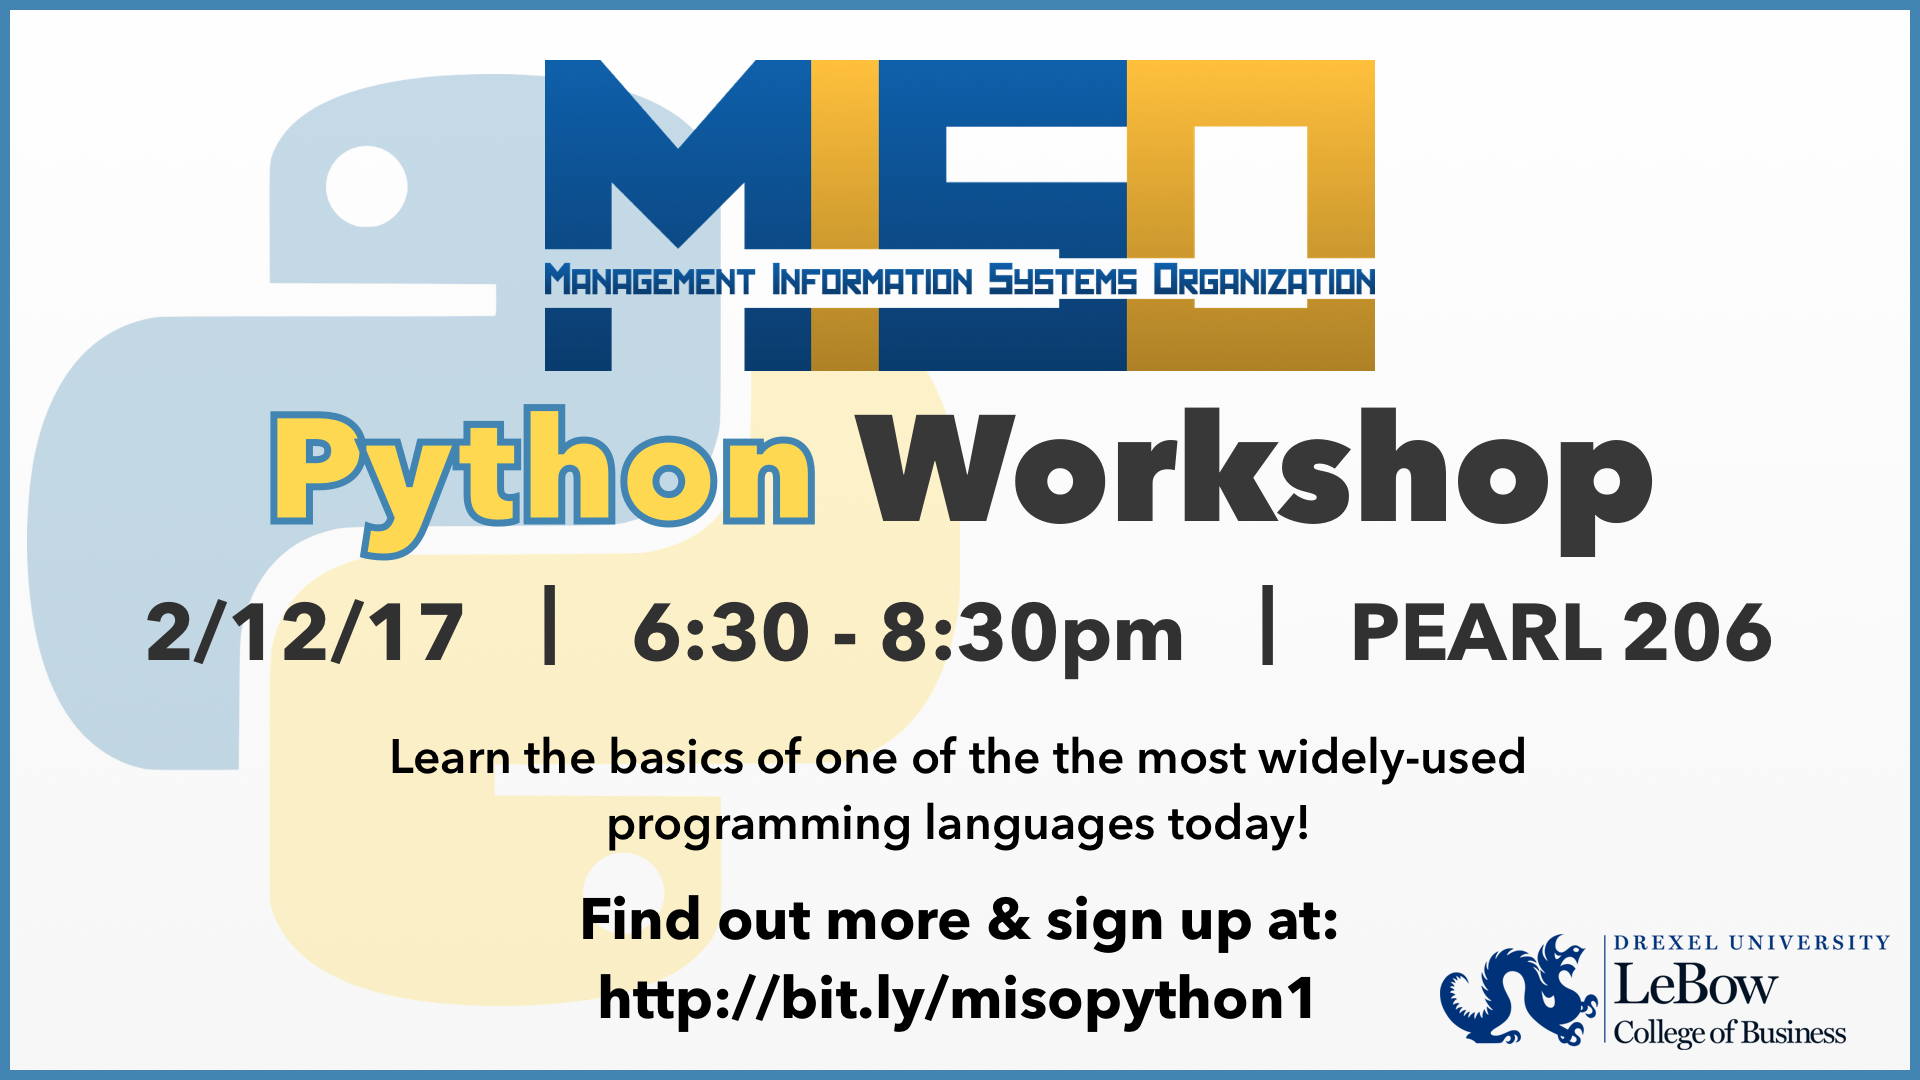 MISO
Management Information Systems Organization
Python Workshop
2/12/17 | 6:30 - 8:30pm | PEARL 206
Learn the basics of one of the the most widely-used
programming languages today!
Find out more & sign up at:
http://bit.ly/misopython1
DREXEL UNIVERSITY
LeBow
College of Business